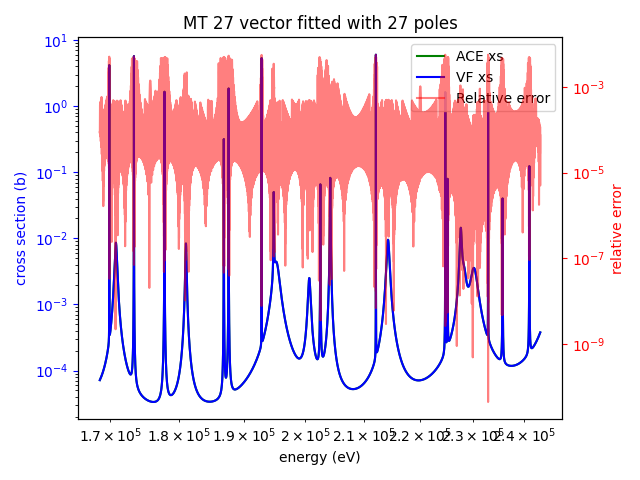 MT 27 vector fitted with 27 poles
ACE xs
VF xs
Relative error
cross section (b)
10¹
10⁰
10⁻¹
10⁻²
10⁻³
10⁻⁴
10⁻³
10⁻⁵
10⁻⁷
10⁻⁹
relative error
1.7 × 10⁵ 1.8 × 10⁵ 1.9 × 10⁵ 2 × 10⁵ 2.1 × 10⁵ 2.2 × 10⁵ 2.3 × 10⁵ 2.4 × 10⁵
energy (eV)